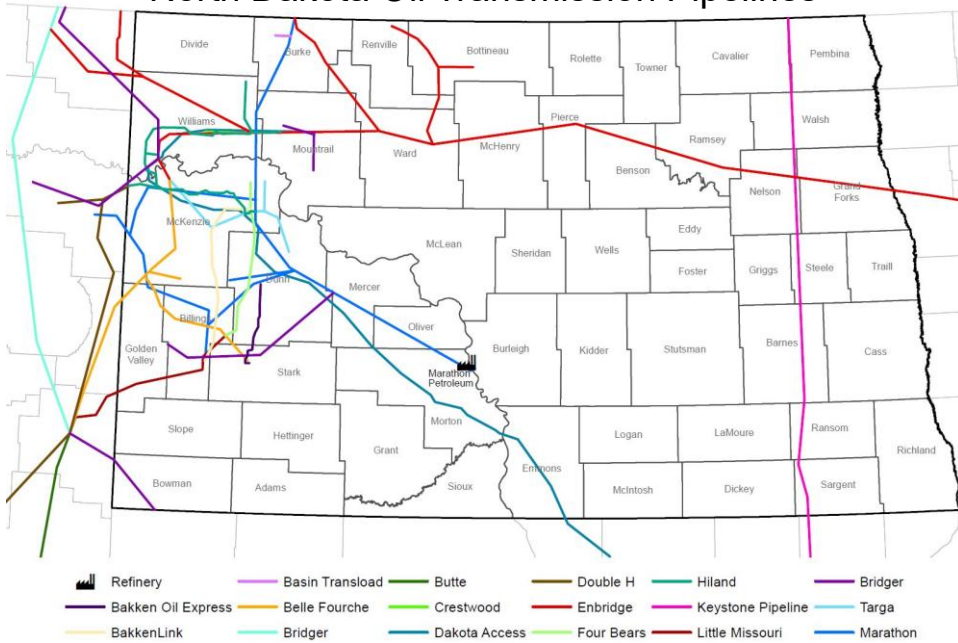 North Dakota Oil Transmission Pipelines
Divide
Burke
Renville
Bottineau
Rolette
Towner
Cavalier
Pembina
Williams
Mountrail
Ward
McHenry
Pierce
Ramsey
Walsh
Benson
Nelson
Grand
Forks
McKenzie
McLean
Sheridan
Wells
Eddy
Foster
Griggs
Steele
Traill
Dunn
Mercer
Oliver
Billing
Golden
Valley
Stark
Burleigh
Kidder
Stutsman
Barnes
Cass
Marathon
Petroleum
Morton
Slope
Hettinger
Grant
Logan
LaMoure
Ransom
Richland
Bowman
Adams
Sioux
Emmons
McIntosh
Dickey
Sargent
Refinery
Basin Transload
Butte
Double H
Hiland
Bridger
Bakken Oil Express
Belle Fourche
Crestwood
Enbridge
Keystone Pipeline
Targa
BakkenLink
Bridger
Dakota Access
Four Bears
Little Missouri
Marathon